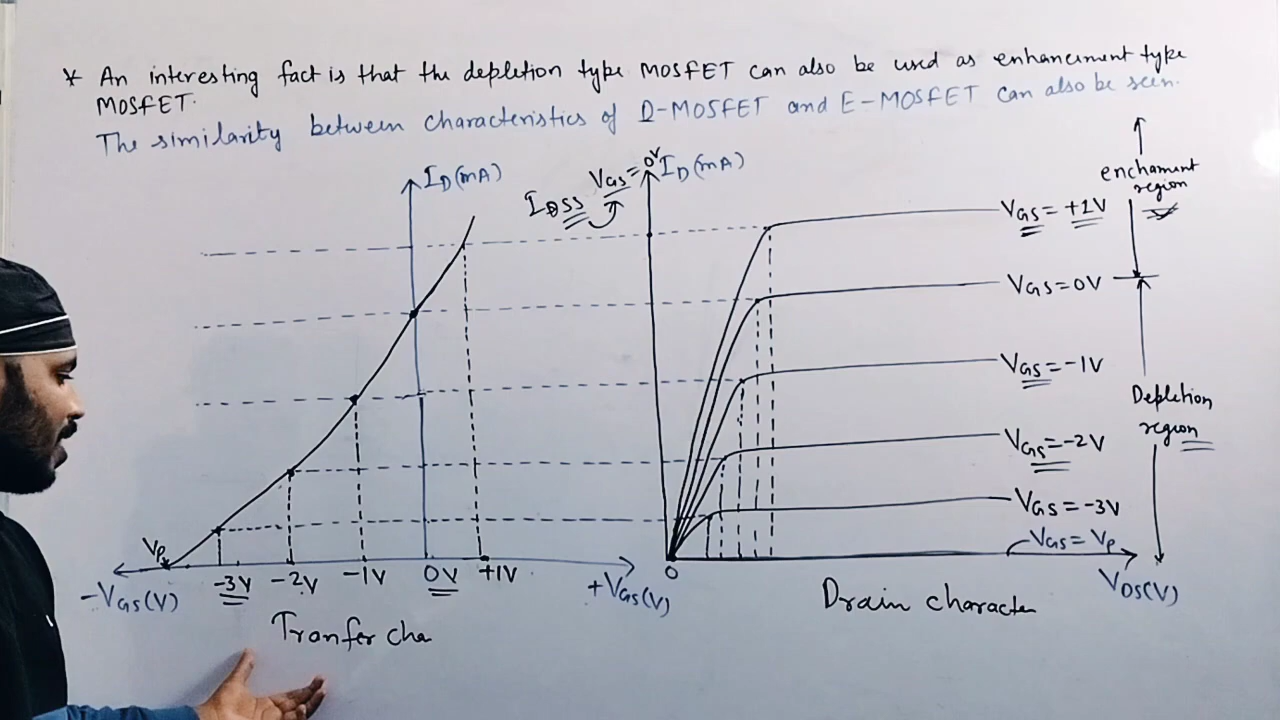 * An interesting fact is that the depletion type MOSFET can also be used as enhancement type
MOSFET.
The similarity between characteristics of D-MOSFET and E-MOSFET can also be seen.
ID(mA)
IDSS
VGS=0V
ID(mA)
enchament
region
VGS=+1V
VGS=0V
VGS=-1V
Depletion
region
VGS=-2V
VGS=-3V
VGS=VP
VP
0
-VGS(V)
-3V
-2V
-1V
0V
+1V
+VGS(V)
VDS(V)
Tranfer cha
Drain character